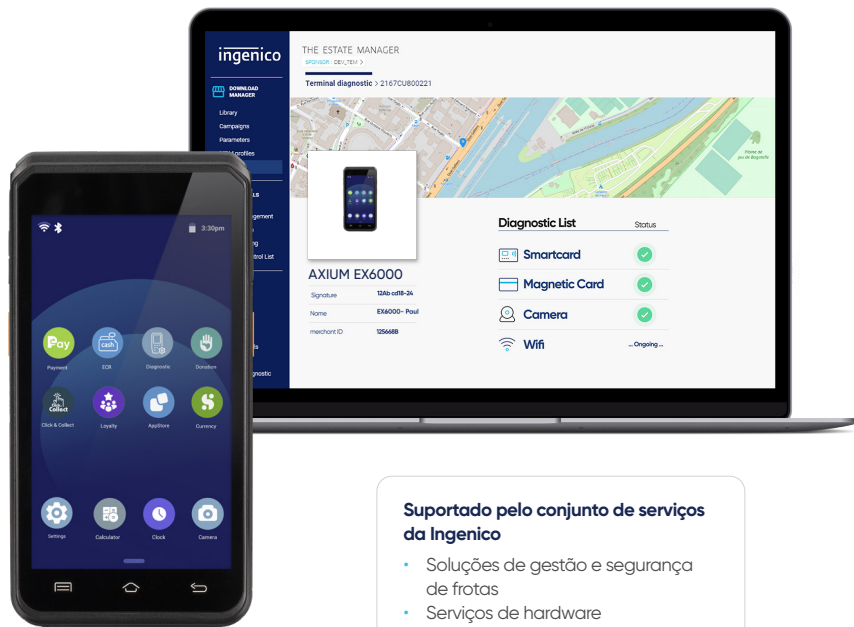 ingenico
THE ESTATE MANAGER
SPONSOR : DEV_TEM >
DOWNLOAD
MANAGER
Terminal diagnostic > 2167CU800221
Library
Campaigns
Parameters
profiles
AXIUM EX6000
Signature 12Ab cd18-24
Name EX6000- Paul
merchant ID 125668B
Diagnostic List Status
Smartcard
Magnetic Card
Camera
Wifi ... Ongoing ...
3:30pm
Pay cash
Payment ECR Diagnostic Donation
Collect
Click & Collect Loyalty AppStore Currency
Settings Calculator Clock Camera
Suportado pelo conjunto de serviços
da Ingenico
• Soluções de gestão e segurança
de frotas
• Serviços de hardware